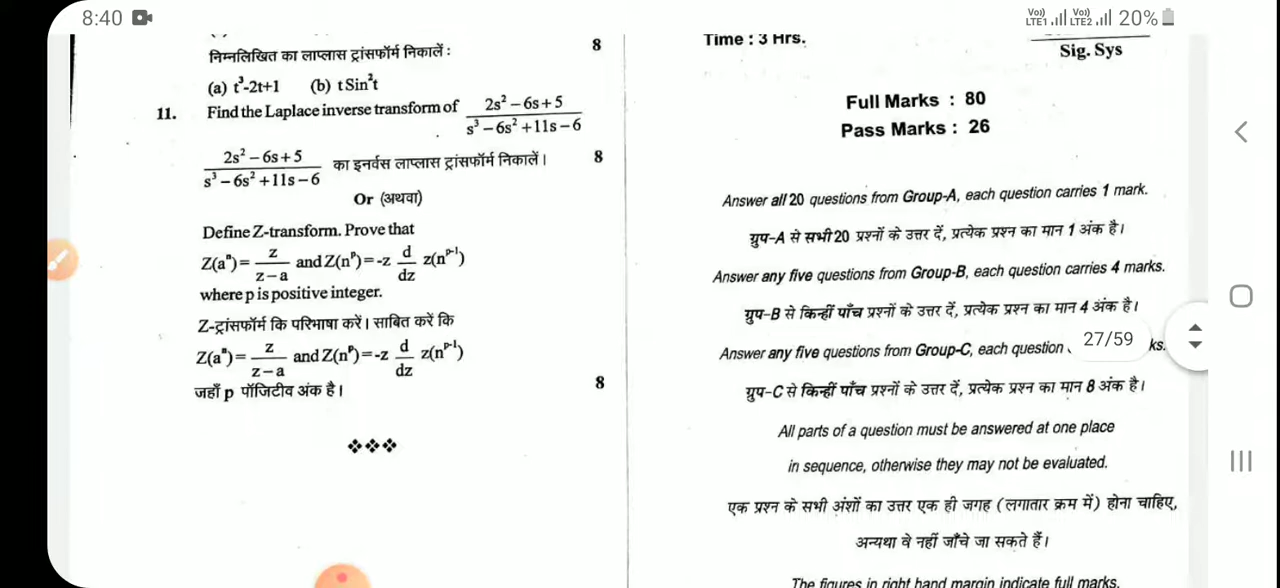 8:40
Vo)) LTE1 Vo)) LTE2 20%
निम्नलिखित का लाप्लास ट्रांसफॉर्म निकालें :
8
(a) t³-2t+1 (b) tSin²t
11. Find the Laplace inverse transform of (2s² – 6s + 5)/(s³ – 6s² + 11s – 6)
(2s² – 6s + 5)/(s³ – 6s² + 11s – 6) का इनर्वस लाप्लास ट्रांसफॉर्म निकालें। 8
Or (अथवा)
Define Z-transform. Prove that
Z(aⁿ)= z/(z–a) and Z(nᵖ)=-z d/dz z(nᵖ⁻¹)
where p is positive integer.
Z-ट्रांसफॉर्म कि परिभाषा करें। साबित करें कि
Z(aⁿ)= z/(z–a) and Z(nᵖ)=-z d/dz z(nᵖ⁻¹)
जहाँ p पॉजिटीव अंक है। 8
❖❖❖
Time : 3 Hrs.
Sig. Sys
Full Marks : 80
Pass Marks : 26
Answer all 20 questions from Group-A, each question carries 1 mark.
ग्रुप-A से सभी 20 प्रश्नों के उत्तर दें, प्रत्येक प्रश्न का मान 1 अंक है।
Answer any five questions from Group-B, each question carries 4 marks.
ग्रुप-B से किन्हीं पाँच प्रश्नों के उत्तर दें, प्रत्येक प्रश्न का मान 4 अंक है।
Answer any five questions from Group-C, each question ks.
27/59
ग्रुप-C से किन्हीं पाँच प्रश्नों के उत्तर दें, प्रत्येक प्रश्न का मान 8 अंक है।
All parts of a question must be answered at one place
in sequence, otherwise they may not be evaluated.
एक प्रश्न के सभी अंशों का उत्तर एक ही जगह (लगातार क्रम में) होना चाहिए,
अन्यथा वे नहीं जाँचे जा सकते हैं।
The figures in right hand margin indicate full marks.